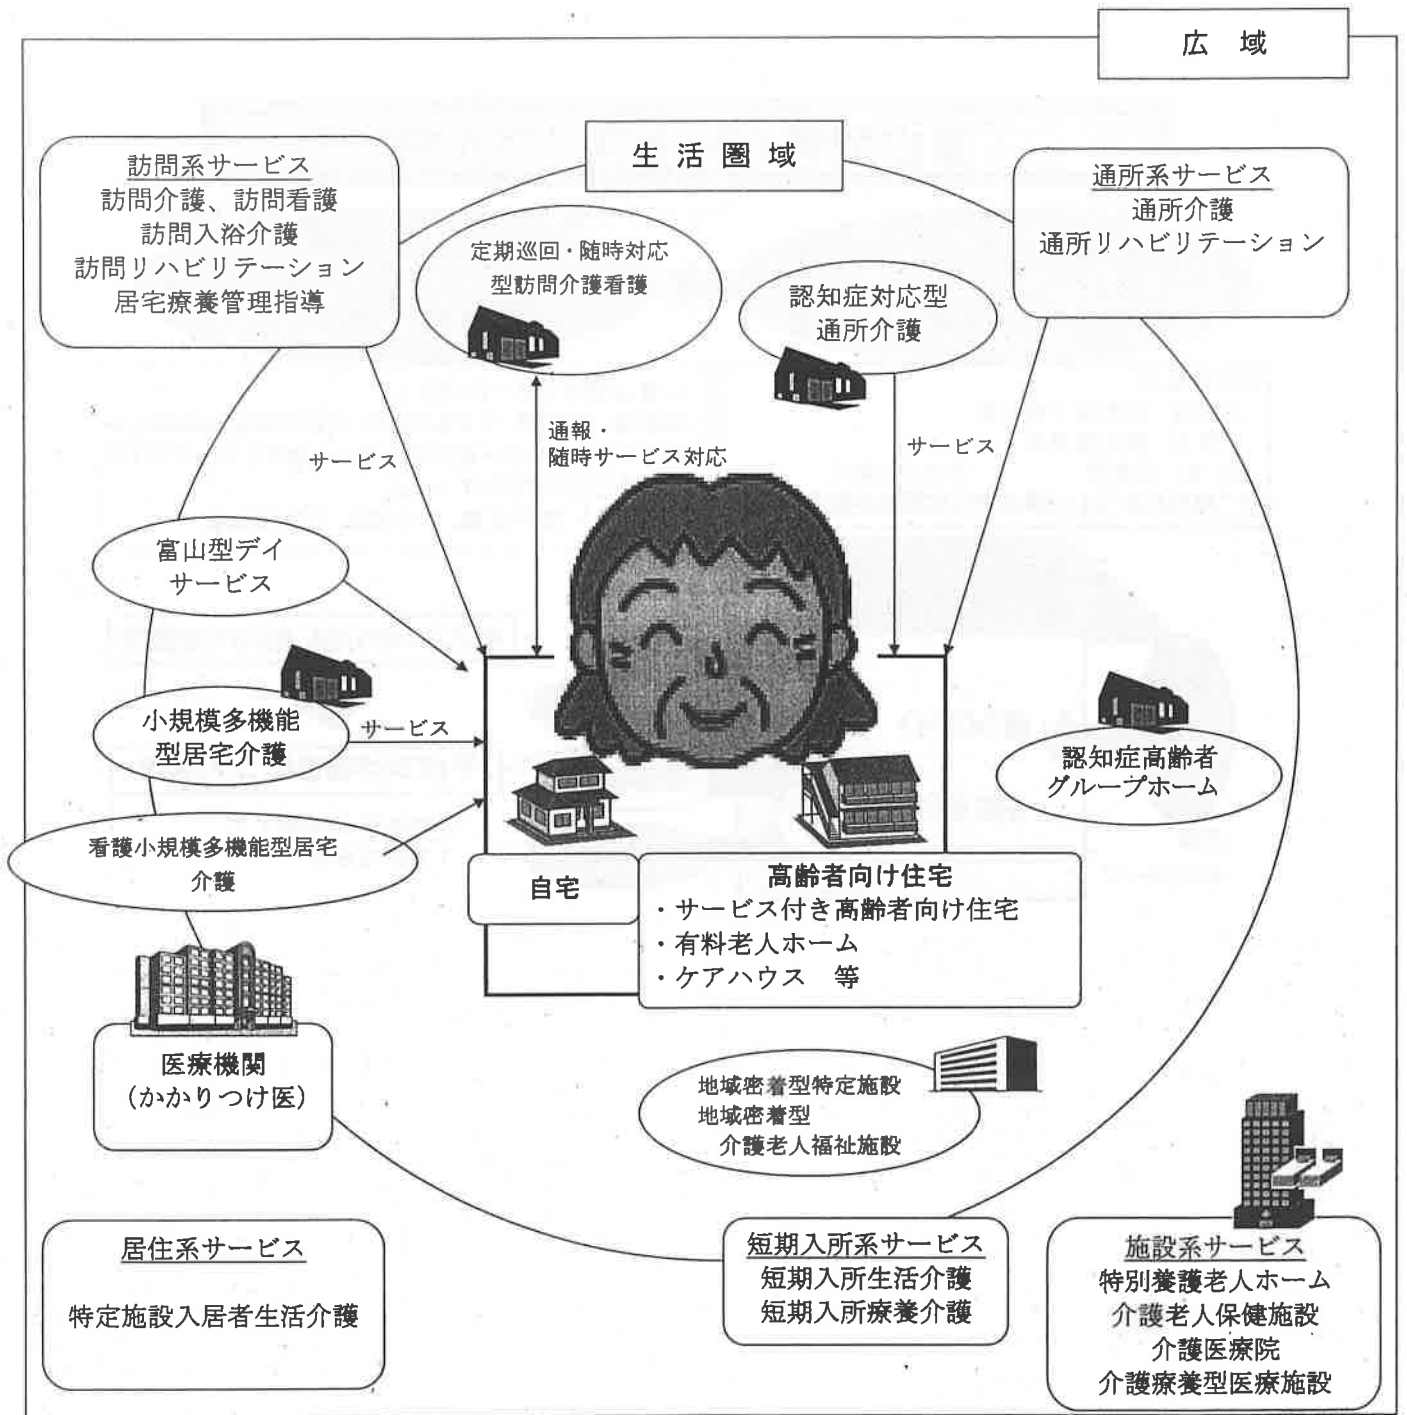 広 域
生 活 圏 域
訪問系サービス
訪問介護、訪問看護
訪問入浴介護
訪問リハビリテーション
居宅療養管理指導
定期巡回・随時対応
型訪問介護看護
認知症対応型
通所介護
通所系サービス
通所介護
通所リハビリテーション
サービス
通報・
随時サービス対応
サービス
富山型デイ
サービス
小規模多機能
型居宅介護
サービス
看護小規模多機能型居宅
介護
認知症高齢者
グループホーム
自宅
高齢者向け住宅
・サービス付き高齢者向け住宅
・有料老人ホーム
・ケアハウス 等
医療機関
(かかりつけ医)
地域密着型特定施設
地域密着型
介護老人福祉施設
居住系サービス
特定施設入居者生活介護
短期入所系サービス
短期入所生活介護
短期入所療養介護
施設系サービス
特別養護老人ホーム
介護老人保健施設
介護医療院
介護療養型医療施設